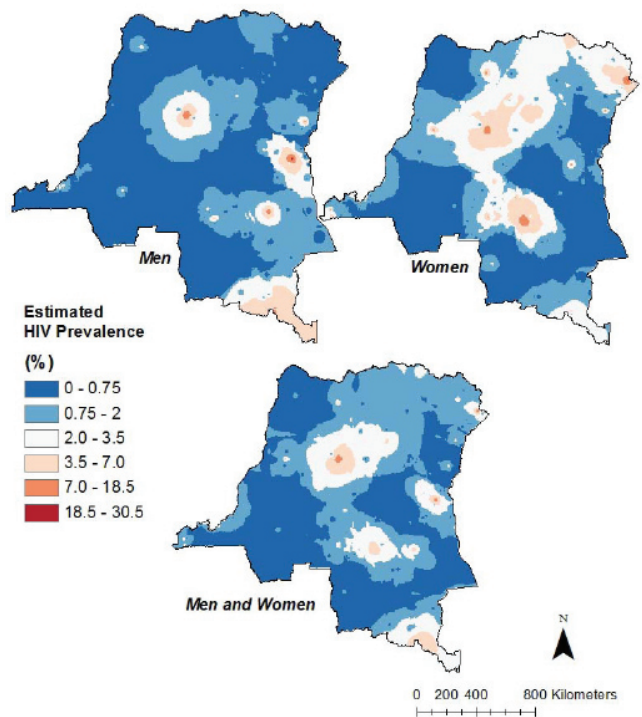 Men
Women
Estimated
HIV Prevalence
(%)
0 - 0.75
0.75 - 2
2.0 - 3.5
3.5 - 7.0
7.0 - 18.5
18.5 - 30.5
Men and Women
N
0 200 400 800 Kilometers